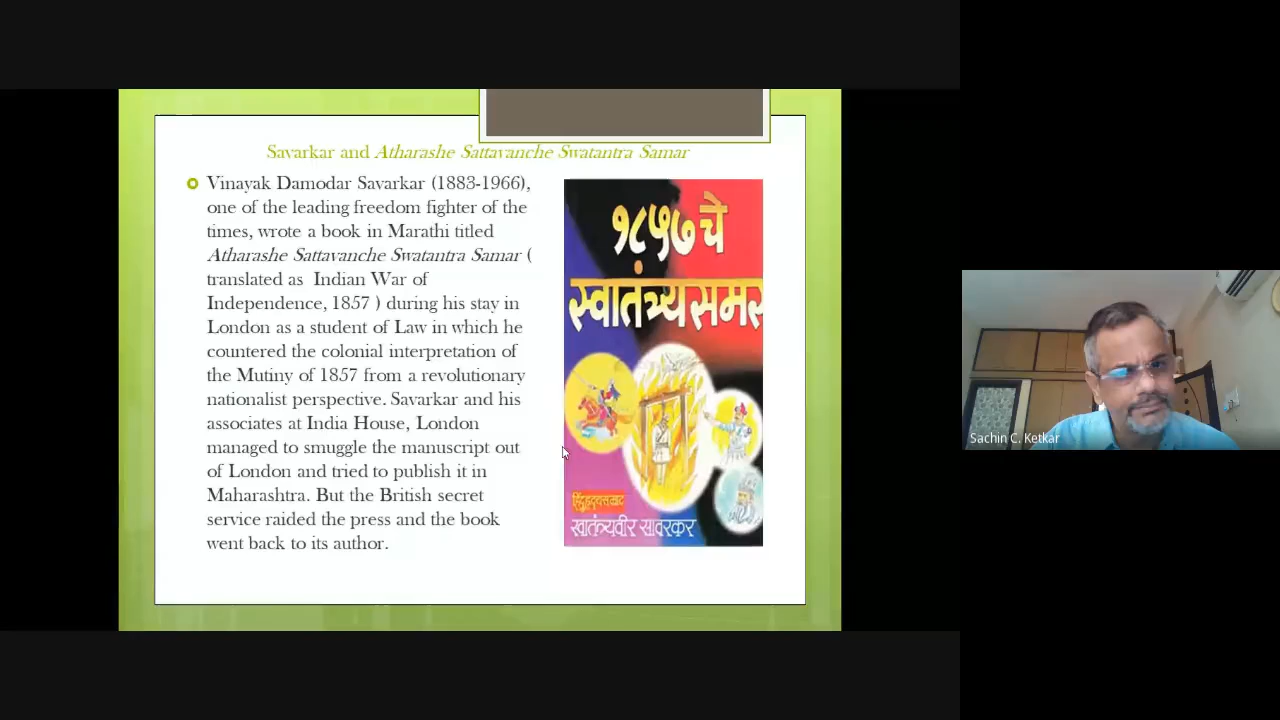 Savarkar and Atharashe Sattavanche Swatantra Samar
Vinayak Damodar Savarkar (1883-1966),
one of the leading freedom fighter of the
times, wrote a book in Marathi titled
Atharashe Sattavanche Swatantra Samar (
translated as Indian War of
Independence, 1857 ) during his stay in
London as a student of Law in which he
countered the colonial interpretation of
the Mutiny of 1857 from a revolutionary
nationalist perspective. Savarkar and his
associates at India House, London
managed to smuggle the manuscript out
of London and tried to publish it in
Maharashtra. But the British secret
service raided the press and the book
went back to its author.
१८५७ चे
स्वातंत्र्यसमर
हिंदुहृदयसम्राट
स्वातंत्र्यवीर सावरकर
Sachin C. Ketkar